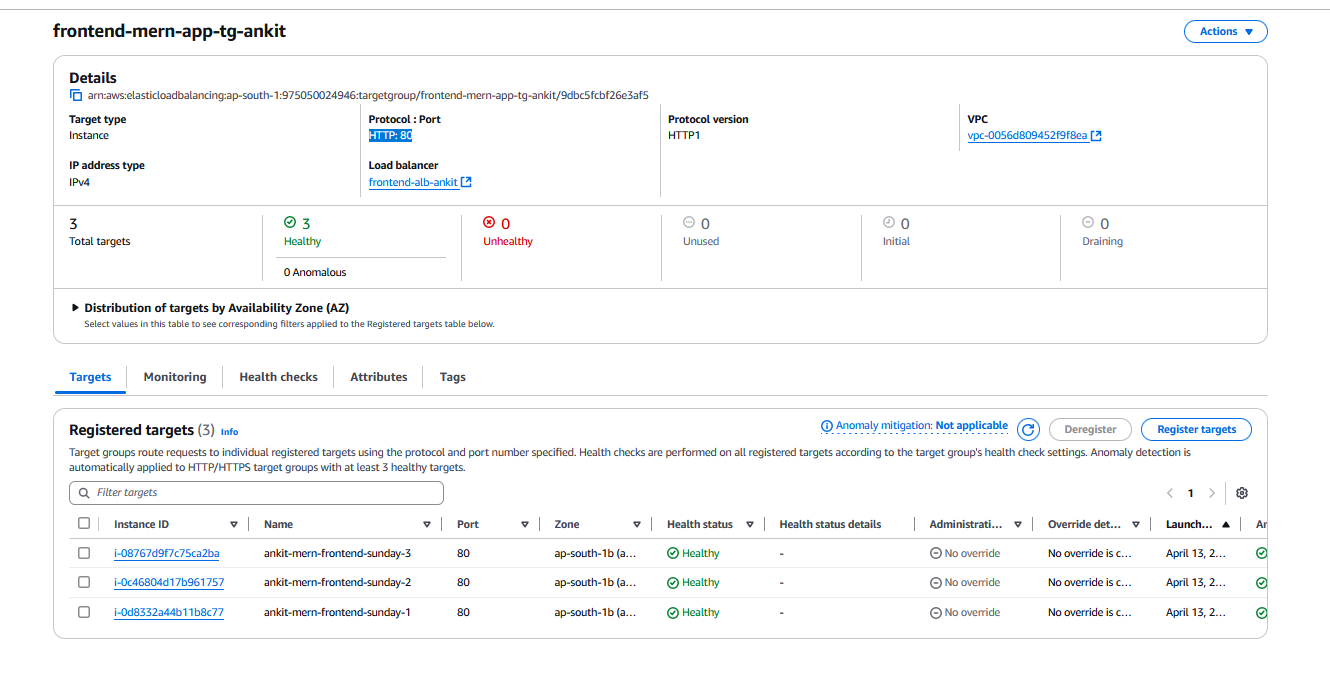 frontend-mern-app-tg-ankit
Actions
Details
arn:aws:elasticloadbalancing:ap-south-1:975050024946:targetgroup/frontend-mern-app-tg-ankit/9dbc5fcbf26e3af5
Target type
Instance
Protocol : Port
HTTP: 80
Protocol version
HTTP1
VPC
vpc-0056d809452f9f8ea
IP address type
IPv4
Load balancer
frontend-alb-ankit
3
Total targets
3
Healthy
0 Anomalous
0
Unhealthy
0
Unused
0
Initial
0
Draining
Distribution of targets by Availability Zone (AZ)
Select values in this table to see corresponding filters applied to the Registered targets table below.
Targets Monitoring Health checks Attributes Tags
Registered targets (3) Info
Anomaly mitigation: Not applicable
Deregister
Register targets
Target groups route requests to individual registered targets using the protocol and port number specified. Health checks are performed on all registered targets according to the target group's health check settings. Anomaly detection is
automatically applied to HTTP/HTTPS target groups with at least 3 healthy targets.
Filter targets
1
Instance ID Name Port Zone Health status Health status details Administrati... Override det... Launch... Ar
i-08767d9f7c75ca2ba ankit-mern-frontend-sunday-3 80 ap-south-1b (a... Healthy - No override No override is c... April 13, 2...
i-0c46804d17b961757 ankit-mern-frontend-sunday-2 80 ap-south-1b (a... Healthy - No override No override is c... April 13, 2...
i-0d8332a44b11b8c77 ankit-mern-frontend-sunday-1 80 ap-south-1b (a... Healthy - No override No override is c... April 13, 2...